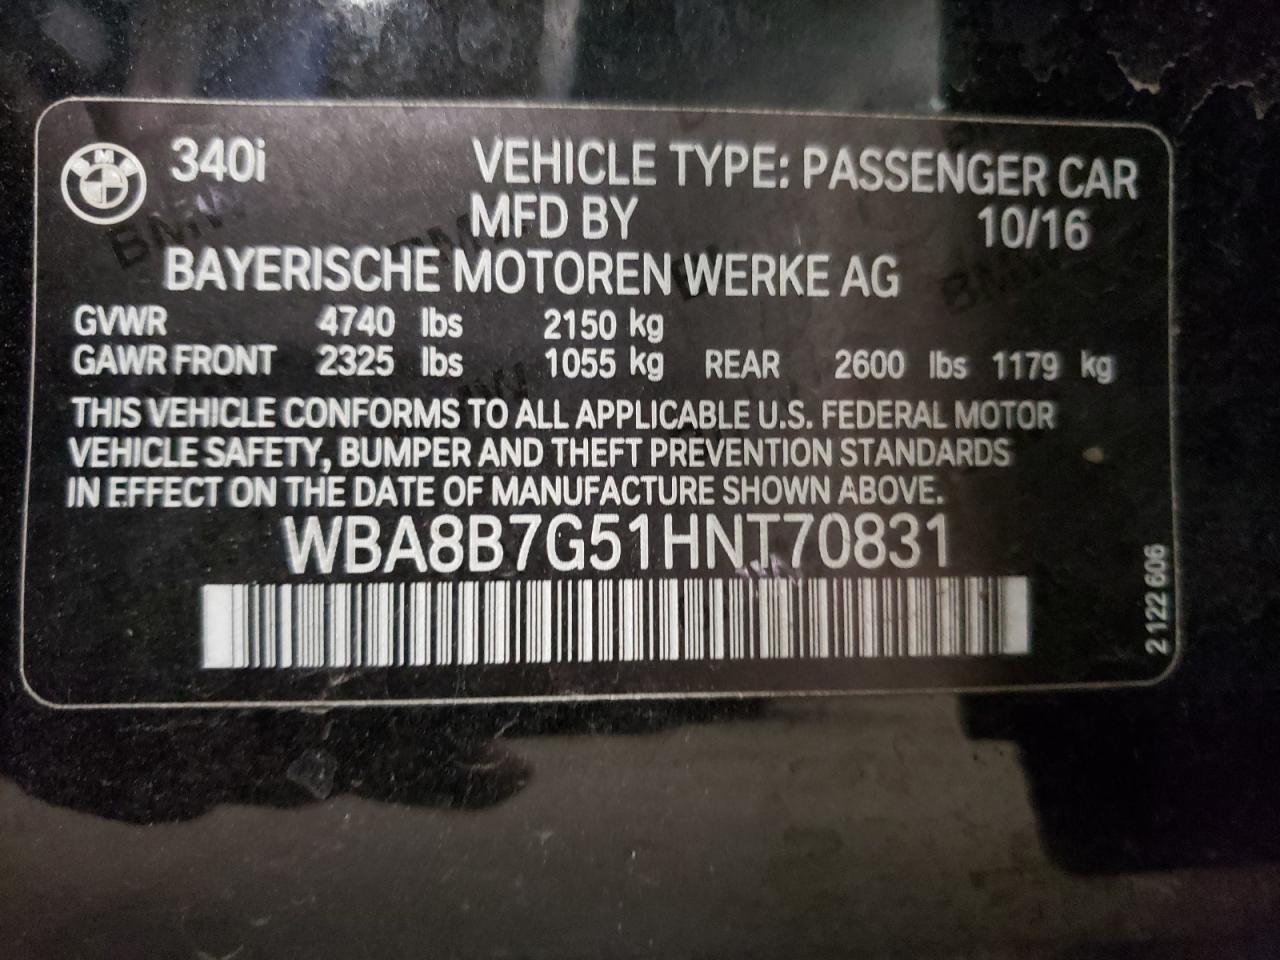 BMW 340i VEHICLE TYPE: PASSENGER CAR
MFD BY 10/16
BAYERISCHE MOTOREN WERKE AG
GVWR 4740 lbs 2150 kg
GAWR FRONT 2325 lbs 1055 kg REAR 2600 lbs 1179 kg
THIS VEHICLE CONFORMS TO ALL APPLICABLE U.S. FEDERAL MOTOR
VEHICLE SAFETY, BUMPER AND THEFT PREVENTION STANDARDS
IN EFFECT ON THE DATE OF MANUFACTURE SHOWN ABOVE.
WBA8B7G51HNT70831
2 122 606